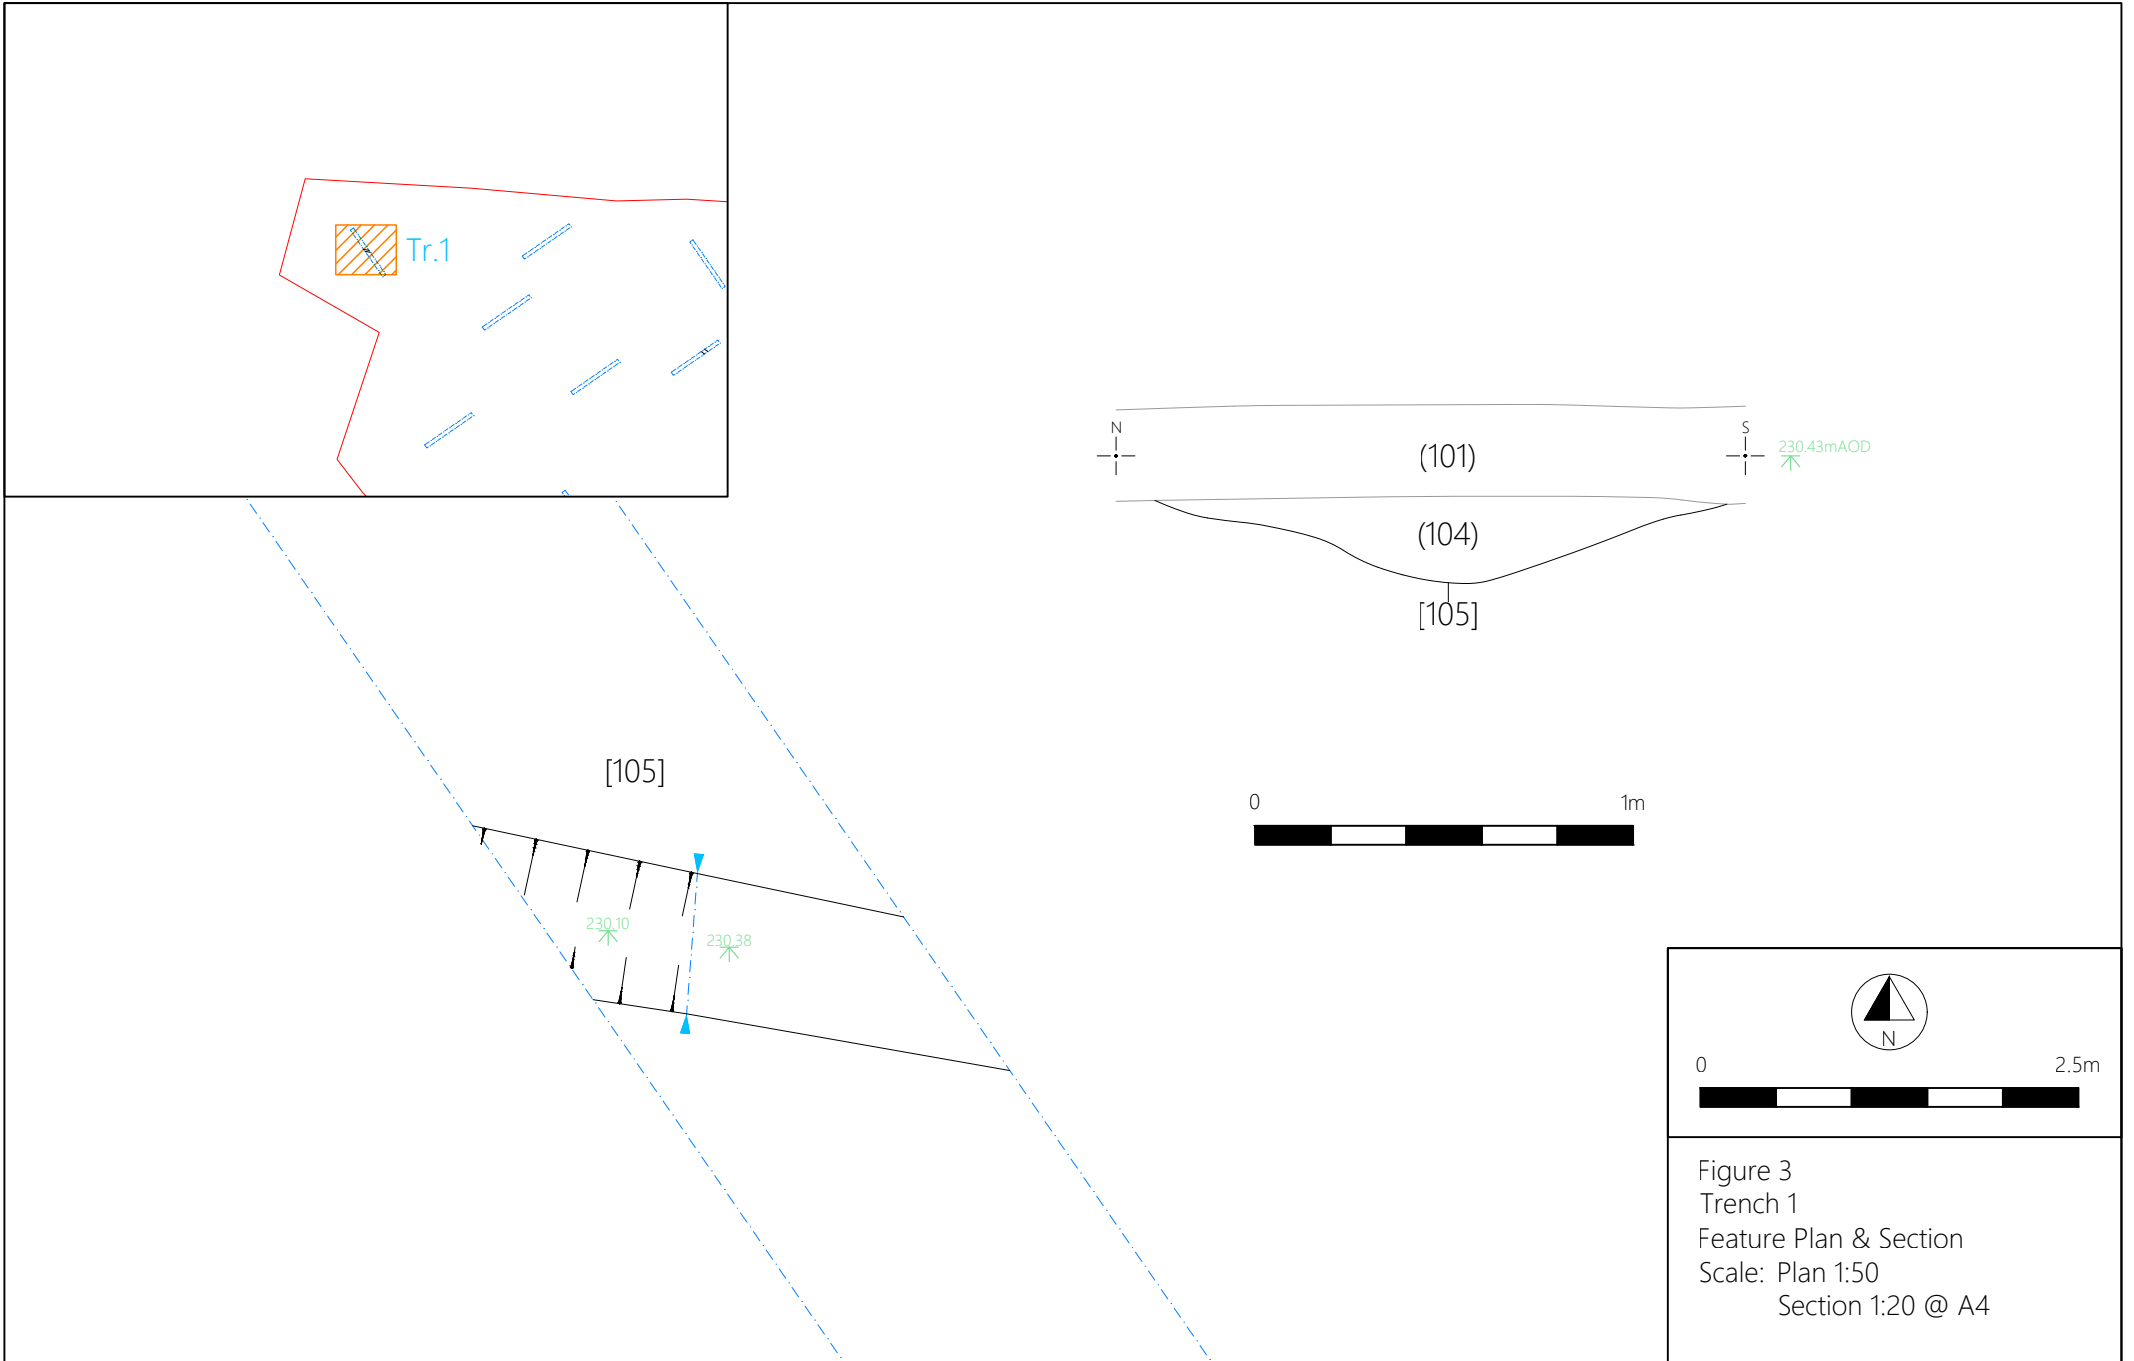 Tr.1
N
S
230.43mAOD
(101)
(104)
[105]
0 1m
[105]
230.10
230.38
N
0 2.5m
Figure 3
Trench 1
Feature Plan & Section
Scale: Plan 1:50
Section 1:20 @ A4